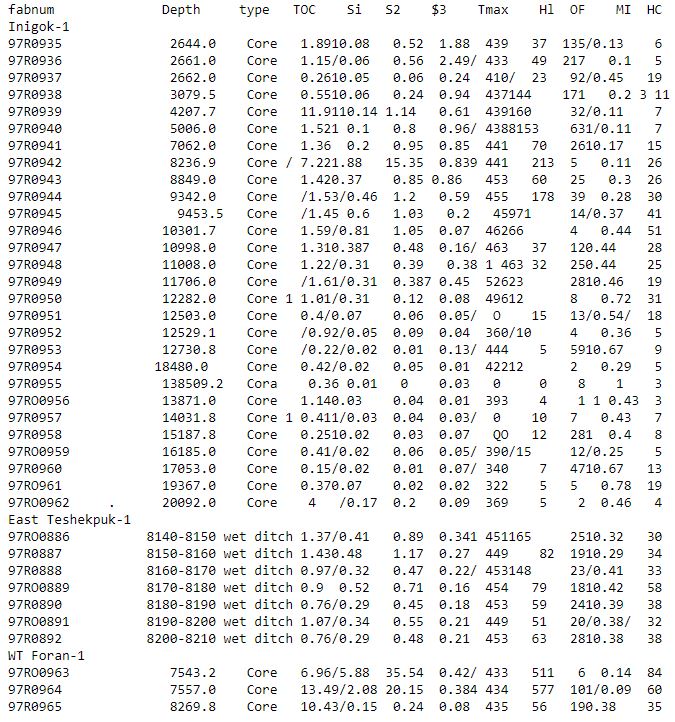 fabnum Depth type TOC Si S2 $3 Tmax Hl OF MI HC
Inigok-1
97R0935 2644.0 Core 1.8910.08 0.52 1.88 439 37 135/0.13 6
97R0936 2661.0 Core 1.15/0.06 0.56 2.49/ 433 49 217 0.1 5
97R0937 2662.0 Core 0.2610.05 0.06 0.24 410/ 23 92/0.45 19
97R0938 3079.5 Core 0.5510.06 0.24 0.94 437144 171 0.2 3 11
97R0939 4207.7 Core 11.9110.14 1.14 0.61 439160 32/0.11 7
97R0940 5006.0 Core 1.521 0.1 0.8 0.96/ 4388153 631/0.11 7
97R0941 7062.0 Core 1.36 0.2 0.95 0.85 441 70 2610.17 15
97R0942 8236.9 Core / 7.221.88 15.35 0.839 441 213 5 0.11 26
97R0943 8849.0 Core 1.420.37 0.85 0.86 453 60 25 0.3 26
97R0944 9342.0 Core /1.53/0.46 1.2 0.59 455 178 39 0.28 30
97R0945 9453.5 Core /1.45 0.6 1.03 0.2 45971 14/0.37 41
97R0946 10301.7 Core 1.59/0.81 1.05 0.07 46266 4 0.44 51
97R0947 10998.0 Core 1.310.387 0.48 0.16/ 463 37 120.44 28
97R0948 11008.0 Core 1.22/0.31 0.39 0.38 1 463 32 250.44 25
97R0949 11706.0 Core /1.61/0.31 0.387 0.45 52623 2810.46 19
97R0950 12282.0 Core 1 1.01/0.31 0.12 0.08 49612 8 0.72 31
97R0951 12503.0 Core 0.4/0.07 0.06 0.05/ O 15 13/0.54/ 18
97R0952 12529.1 Core /0.92/0.05 0.09 0.04 360/10 4 0.36 5
97R0953 12730.8 Core /0.22/0.02 0.01 0.13/ 444 5 5910.67 9
97R0954 18480.0 Core 0.42/0.02 0.05 0.01 42212 2 0.29 5
97R0955 138509.2 Cora 0.36 0.01 0 0.03 0 0 8 1 3
97RO0956 13871.0 Core 1.140.03 0.04 0.01 393 4 1 1 0.43 3
97R0957 14031.8 Core 1 0.411/0.03 0.04 0.03/ 0 10 7 0.43 7
97R0958 15187.8 Core 0.2510.02 0.03 0.07 QO 12 281 0.4 8
97RO0959 16185.0 Core 0.41/0.02 0.06 0.05/ 390/15 12/0.25 5
97R0960 17053.0 Core 0.15/0.02 0.01 0.07/ 340 7 4710.67 13
97RO961 19367.0 Core 0.370.07 0.02 0.02 322 5 5 0.78 19
97RO0962 . 20092.0 Core 4 /0.17 0.2 0.09 369 5 2 0.46 4
East Teshekpuk-1
97RO0886 8140-8150 wet ditch 1.37/0.41 0.89 0.341 451165 2510.32 30
97R0887 8150-8160 wet ditch 1.430.48 1.17 0.27 449 82 1910.29 34
97R0888 8160-8170 wet ditch 0.97/0.32 0.47 0.22/ 453148 23/0.41 33
97RO0889 8170-8180 wet ditch 0.9 0.52 0.71 0.16 454 79 1810.42 58
97R0890 8180-8190 wet ditch 0.76/0.29 0.45 0.18 453 59 2410.39 38
97RO0891 8190-8200 wet ditch 1.07/0.34 0.55 0.21 449 51 20/0.38/ 32
97R0892 8200-8210 wet ditch 0.76/0.29 0.48 0.21 453 63 2810.38 38
WT Foran-1
97RO0963 7543.2 Core 6.96/5.88 35.54 0.42/ 433 511 6 0.14 84
97R0964 7557.0 Core 13.49/2.08 20.15 0.384 434 577 101/0.09 60
97R0965 8269.8 Core 10.43/0.15 0.24 0.08 435 56 190.38 35